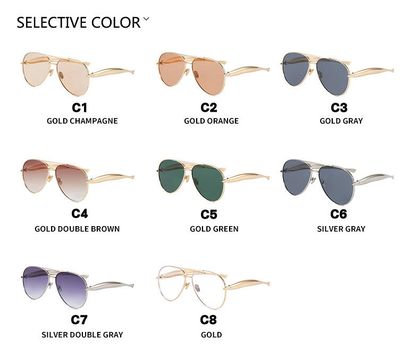 SELECTIVE COLOR
C1 C2 C3
GOLD CHAMPAGNE GOLD ORANGE GOLD GRAY
C4 C5 C6
GOLD DOUBLE BROWN GOLD GREEN SILVER GRAY
C7 C8
SILVER DOUBLE GRAY GOLD